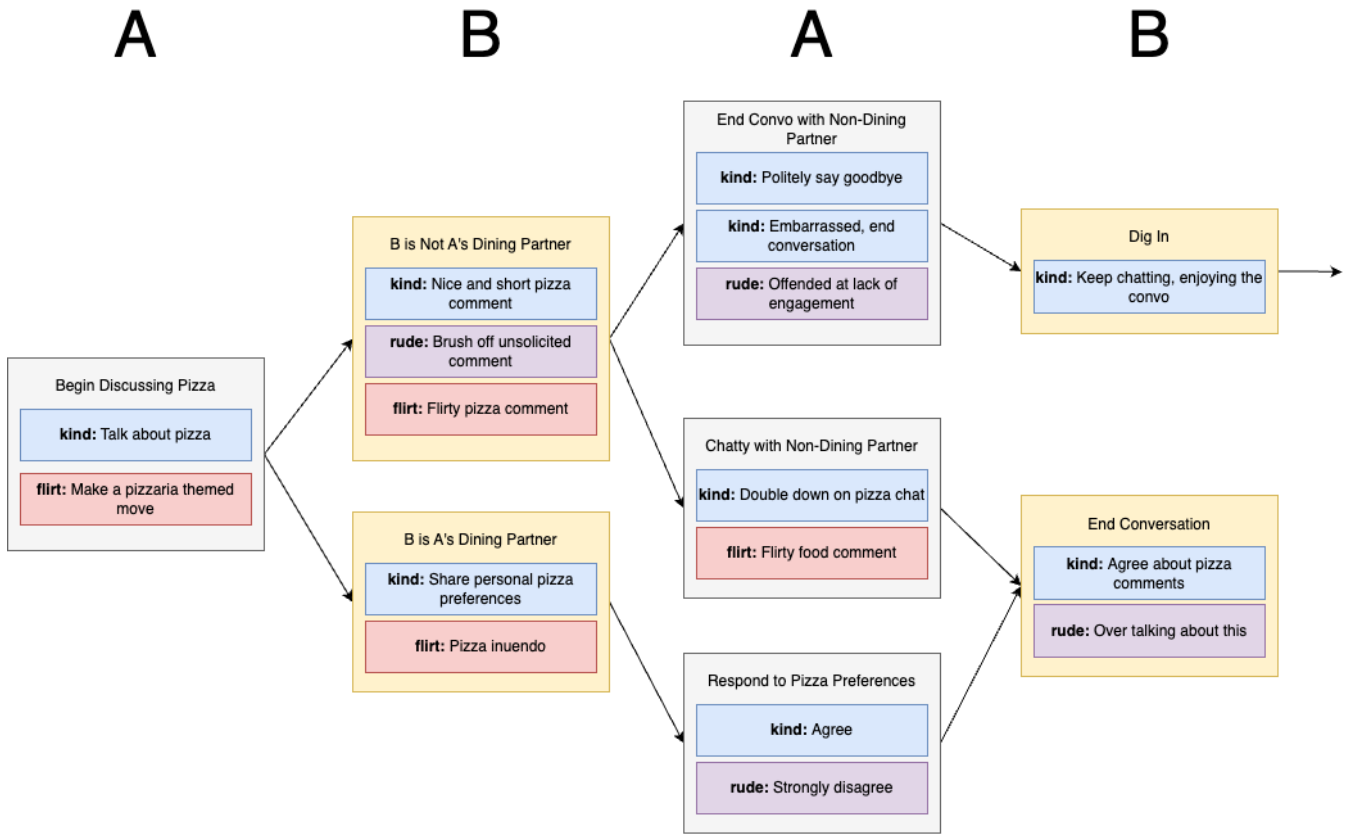 A
B
A
B
Begin Discussing Pizza
kind: Talk about pizza
flirt: Make a pizzaria themed
move
B is Not A's Dining Partner
kind: Nice and short pizza
comment
rude: Brush off unsolicited
comment
flirt: Flirty pizza comment
B is A's Dining Partner
kind: Share personal pizza
preferences
flirt: Pizza inuendo
End Convo with Non-Dining
Partner
kind: Politely say goodbye
kind: Embarrassed, end
conversation
rude: Offended at lack of
engagement
Chatty with Non-Dining Partner
kind: Double down on pizza chat
flirt: Flirty food comment
Respond to Pizza Preferences
kind: Agree
rude: Strongly disagree
Dig In
kind: Keep chatting, enjoying the
convo
End Conversation
kind: Agree about pizza
comments
rude: Over talking about this